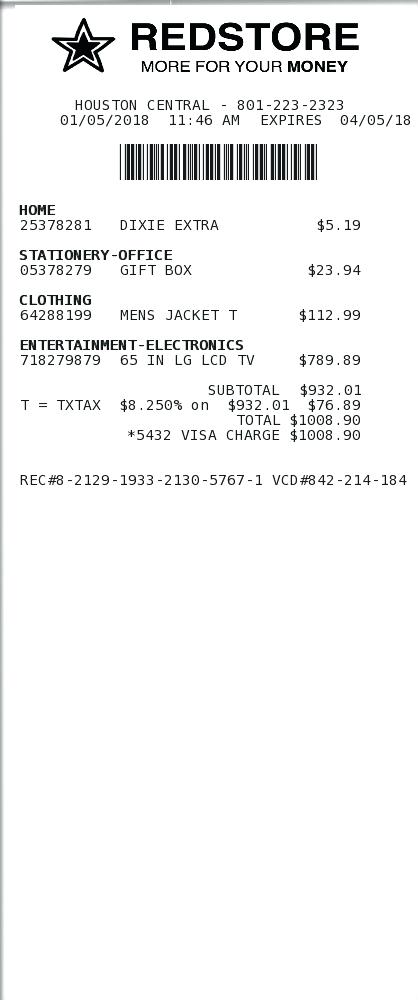 REDSTORE
MORE FOR YOUR MONEY
HOUSTON CENTRAL - 801-223-2323
01/05/2018 11:46 AM EXPIRES 04/05/18
HOME
25378281 DIXIE EXTRA $5.19
STATIONERY-OFFICE
05378279 GIFT BOX $23.94
CLOTHING
64288199 MENS JACKET T $112.99
ENTERTAINMENT-ELECTRONICS
718279879 65 IN LG LCD TV $789.89
SUBTOTAL $932.01
T = TXTAX $8.250% on $932.01 $76.89
TOTAL $1008.90
*5432 VISA CHARGE $1008.90
REC#8-2129-1933-2130-5767-1 VCD#842-214-184